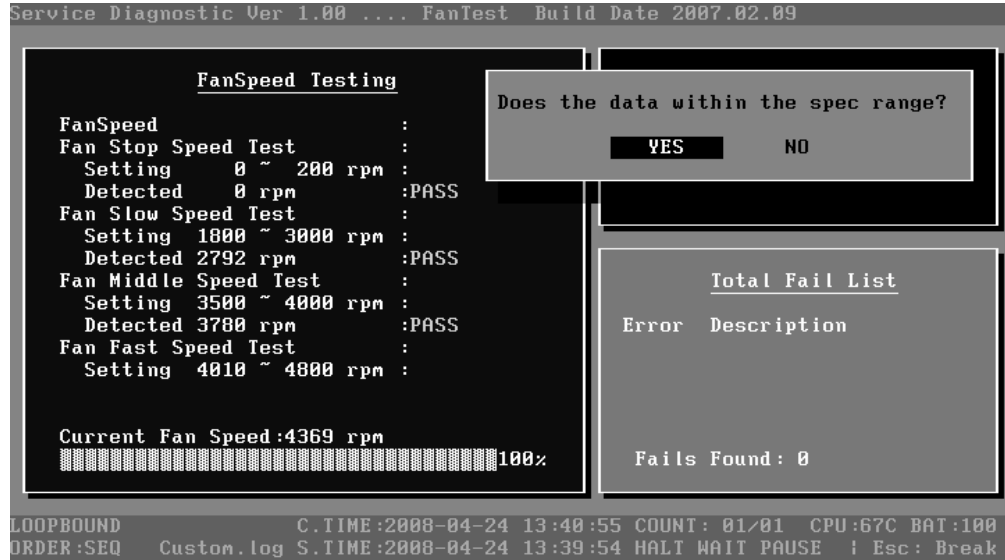 Service Diagnostic Ver 1.00 .... FanTest Build Date 2007.02.09
FanSpeed Testing
FanSpeed :
Fan Stop Speed Test :
Setting 0 ~ 200 rpm :
Detected 0 rpm :PASS
Fan Slow Speed Test :
Setting 1800 ~ 3000 rpm :
Detected 2792 rpm :PASS
Fan Middle Speed Test :
Setting 3500 ~ 4000 rpm :
Detected 3780 rpm :PASS
Fan Fast Speed Test :
Setting 4010 ~ 4800 rpm :
Current Fan Speed:4369 rpm
100%
Does the data within the spec range?
YES NO
Total Fail List
Error Description
Fails Found: 0
LOOPBOUND C.TIME:2008-04-24 13:40:55 COUNT: 01/01 CPU:67C BAT:100
ORDER:SEQ Custom.log S.TIME:2008-04-24 13:39:54 HALT WAIT PAUSE | Esc: Break